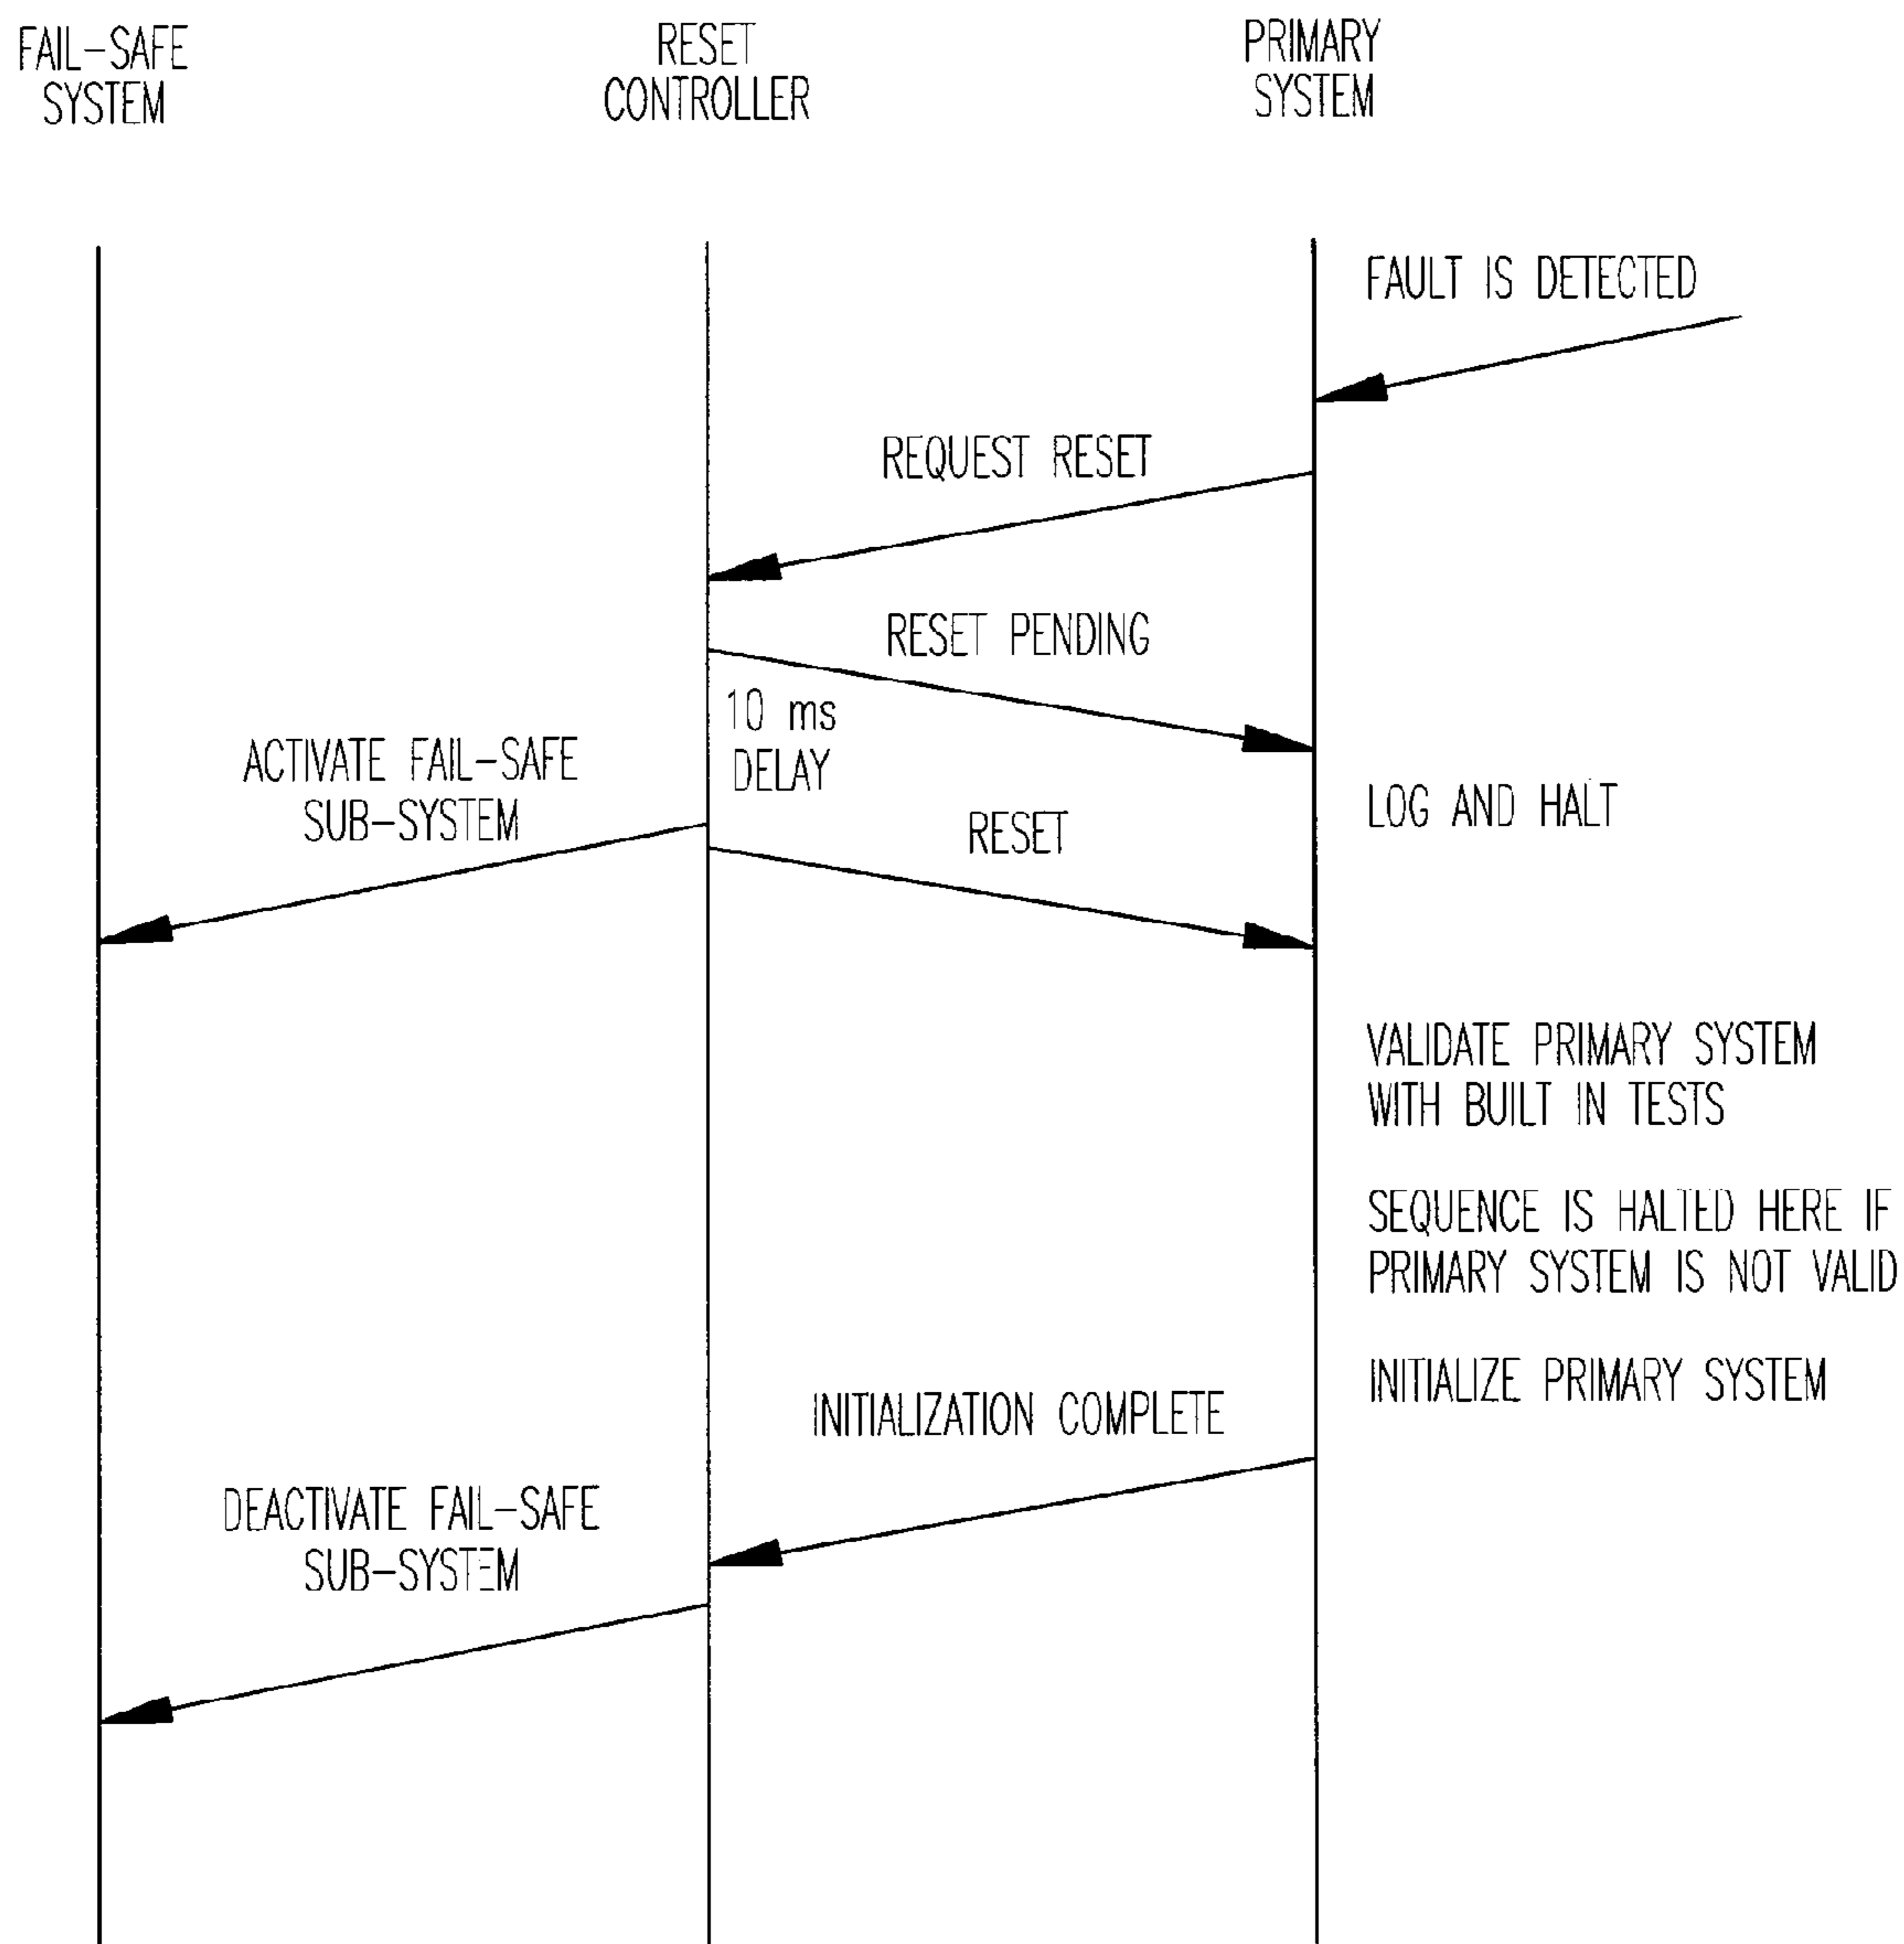 FAIL-SAFE
SYSTEM
RESET
CONTROLLER
PRIMARY
SYSTEM
FAULT IS DETECTED
REQUEST RESET
RESET PENDING
10 ms
DELAY
ACTIVATE FAIL-SAFE
SUB-SYSTEM
LOG AND HALT
RESET
VALIDATE PRIMARY SYSTEM
WITH BUILT IN TESTS
SEQUENCE IS HALTED HERE IF
PRIMARY SYSTEM IS NOT VALID
INITIALIZE PRIMARY SYSTEM
INITIALIZATION COMPLETE
DEACTIVATE FAIL-SAFE
SUB-SYSTEM